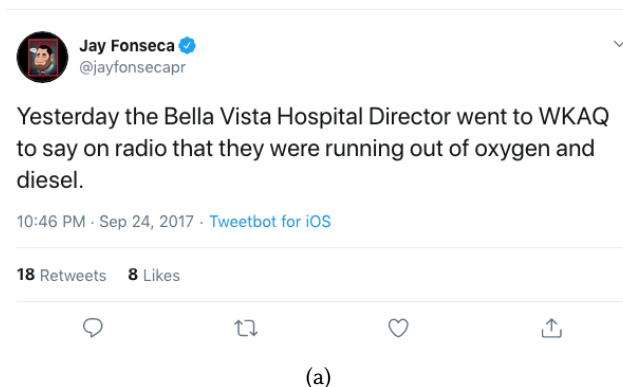 Jay Fonseca
@jayfonsecapr
Yesterday the Bella Vista Hospital Director went to WKAQ
to say on radio that they were running out of oxygen and
diesel.
10:46 PM · Sep 24, 2017 · Tweetbot for iOS
18 Retweets 8 Likes
(a)